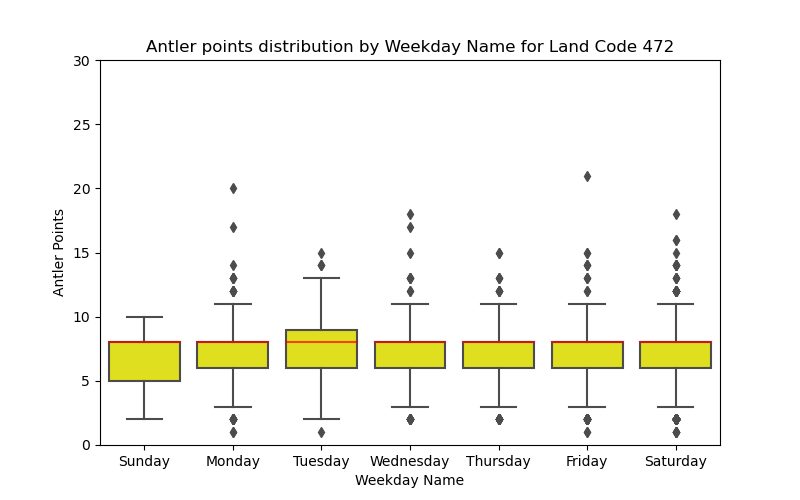 Antler points distribution by Weekday Name for Land Code 472
30
25
20
15
10
5
0
Antler Points
Sunday Monday Tuesday Wednesday Thursday Friday Saturday
Weekday Name